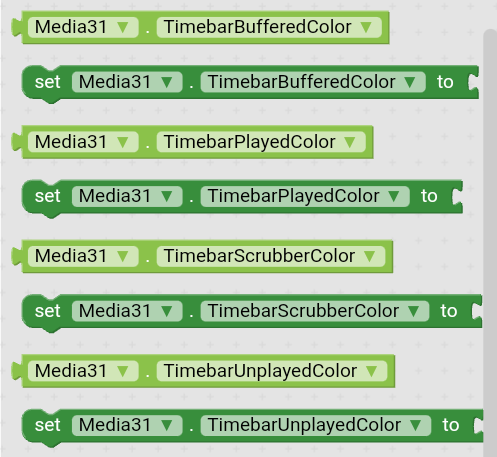 Media31 ▼ . TimebarBufferedColor ▼
set Media31 ▼ . TimebarBufferedColor ▼ to
Media31 ▼ . TimebarPlayedColor ▼
set Media31 ▼ . TimebarPlayedColor ▼ to
Media31 ▼ . TimebarScrubberColor ▼
set Media31 ▼ . TimebarScrubberColor ▼ to
Media31 ▼ . TimebarUnplayedColor ▼
set Media31 ▼ . TimebarUnplayedColor ▼ to